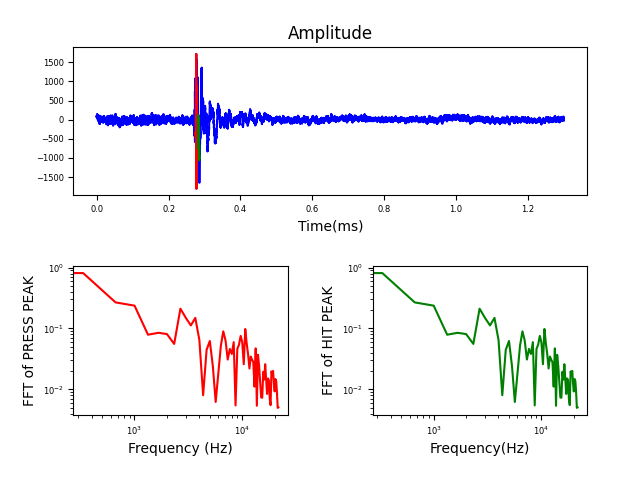 Amplitude
1500
1000
500
0
−500
−1000
−1500
0.0 0.2 0.4 0.6 0.8 1.0 1.2
Time(ms)
FFT of PRESS PEAK
10⁰
10⁻¹
10⁻²
10³ 10⁴
Frequency (Hz)
FFT of HIT PEAK
10⁰
10⁻¹
10⁻²
10³ 10⁴
Frequency(Hz)